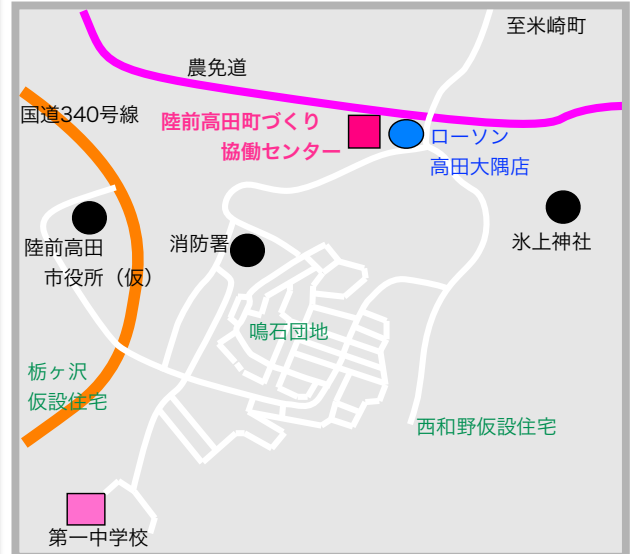 至米崎町
農免道
国道340号線
陸前高田町づくり
協働センター
ローソン
高田大隅店
氷上神社
陸前高田
市役所（仮）
消防署
鳴石団地
栃ヶ沢
仮設住宅
西和野仮設住宅
第一中学校